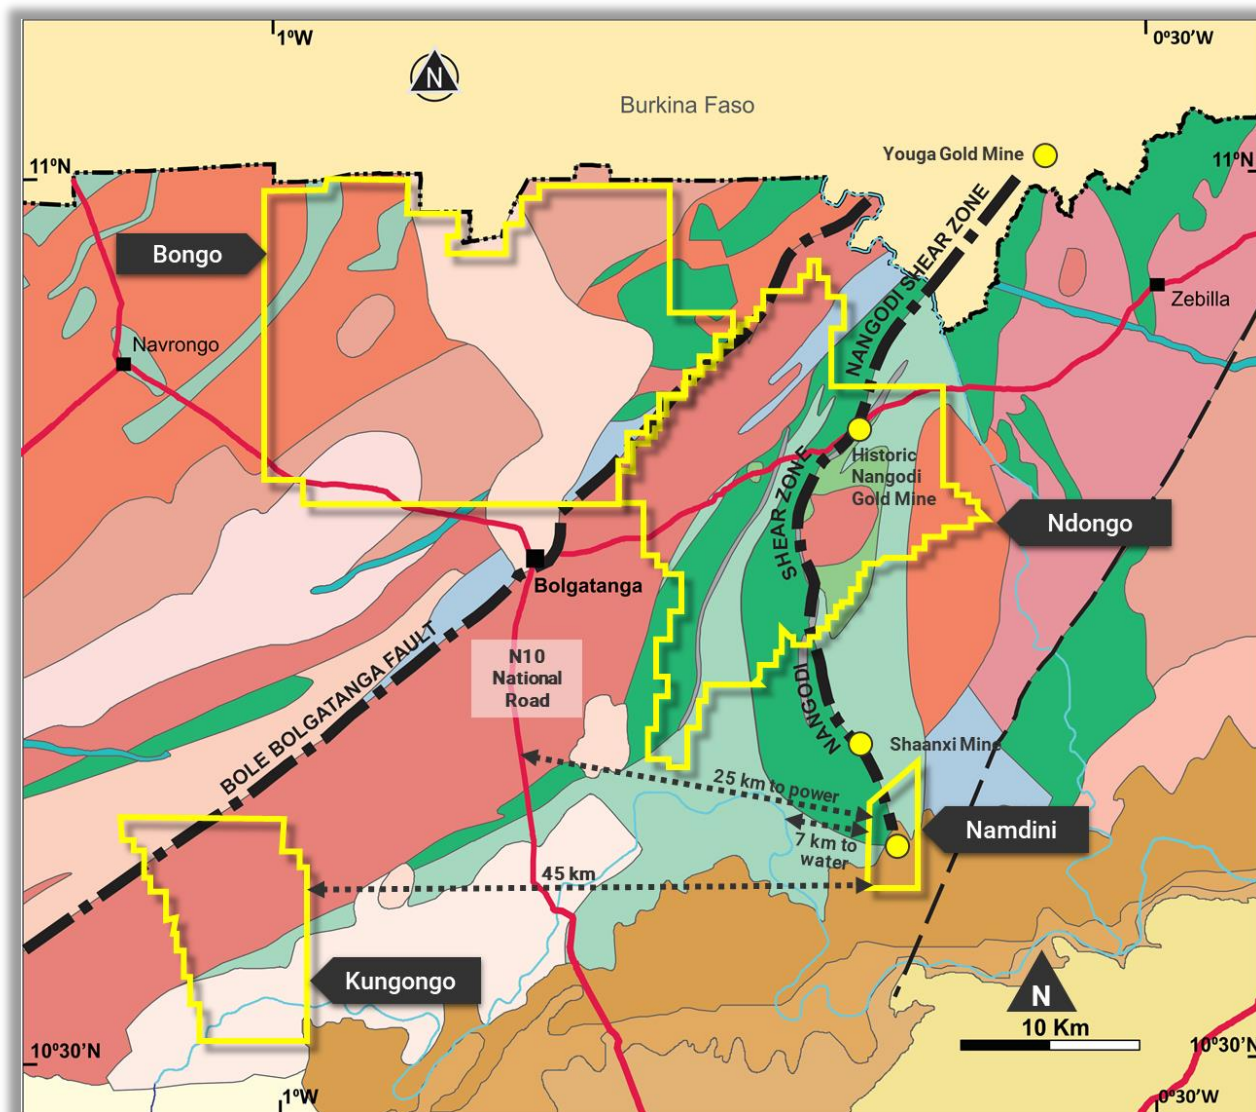 1ºW
0º30'W
N
Burkina Faso
Youga Gold Mine
11ºN
11ºN
Bongo
NANGODI SHEAR ZONE
Zebilla
Navrongo
Historic
Nangodi
Gold Mine
SHEAR ZONE
Ndongo
Bolgatanga
BOLE BOLGATANGA FAULT
N10
National
Road
NANGODI
Shaanxi Mine
25 km to power
Namdini
7 km to
water
45 km
Kungongo
N
10 Km
10º30'N
10º30'N
1ºW
0º30'W